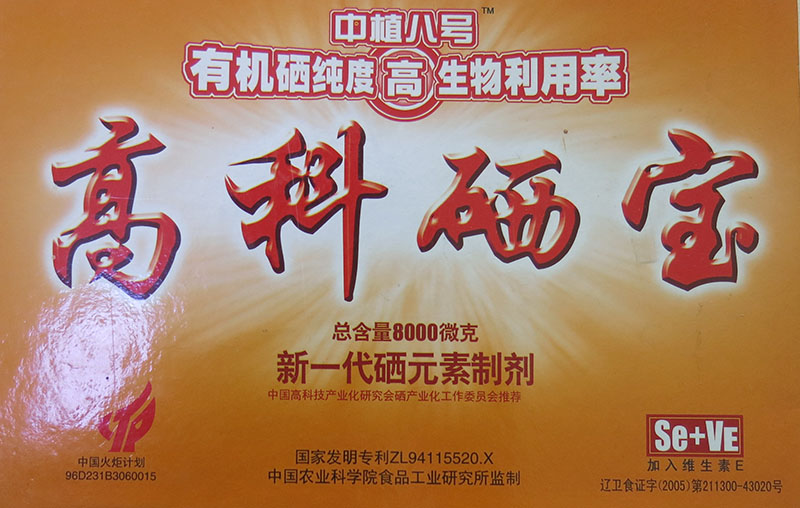 中植八号™
有机硒纯度 高 生物利用率
高科硒宝
总含量8000微克
新一代硒元素制剂
中国高科技产业化研究会硒产业化工作委员会推荐
中国火炬计划
96D231B3060015
国家发明专利ZL94115520.X
中国农业科学院食品工业研究所监制
Se+VE
加入维生素E
辽卫食证字(2005)第211300-43020号